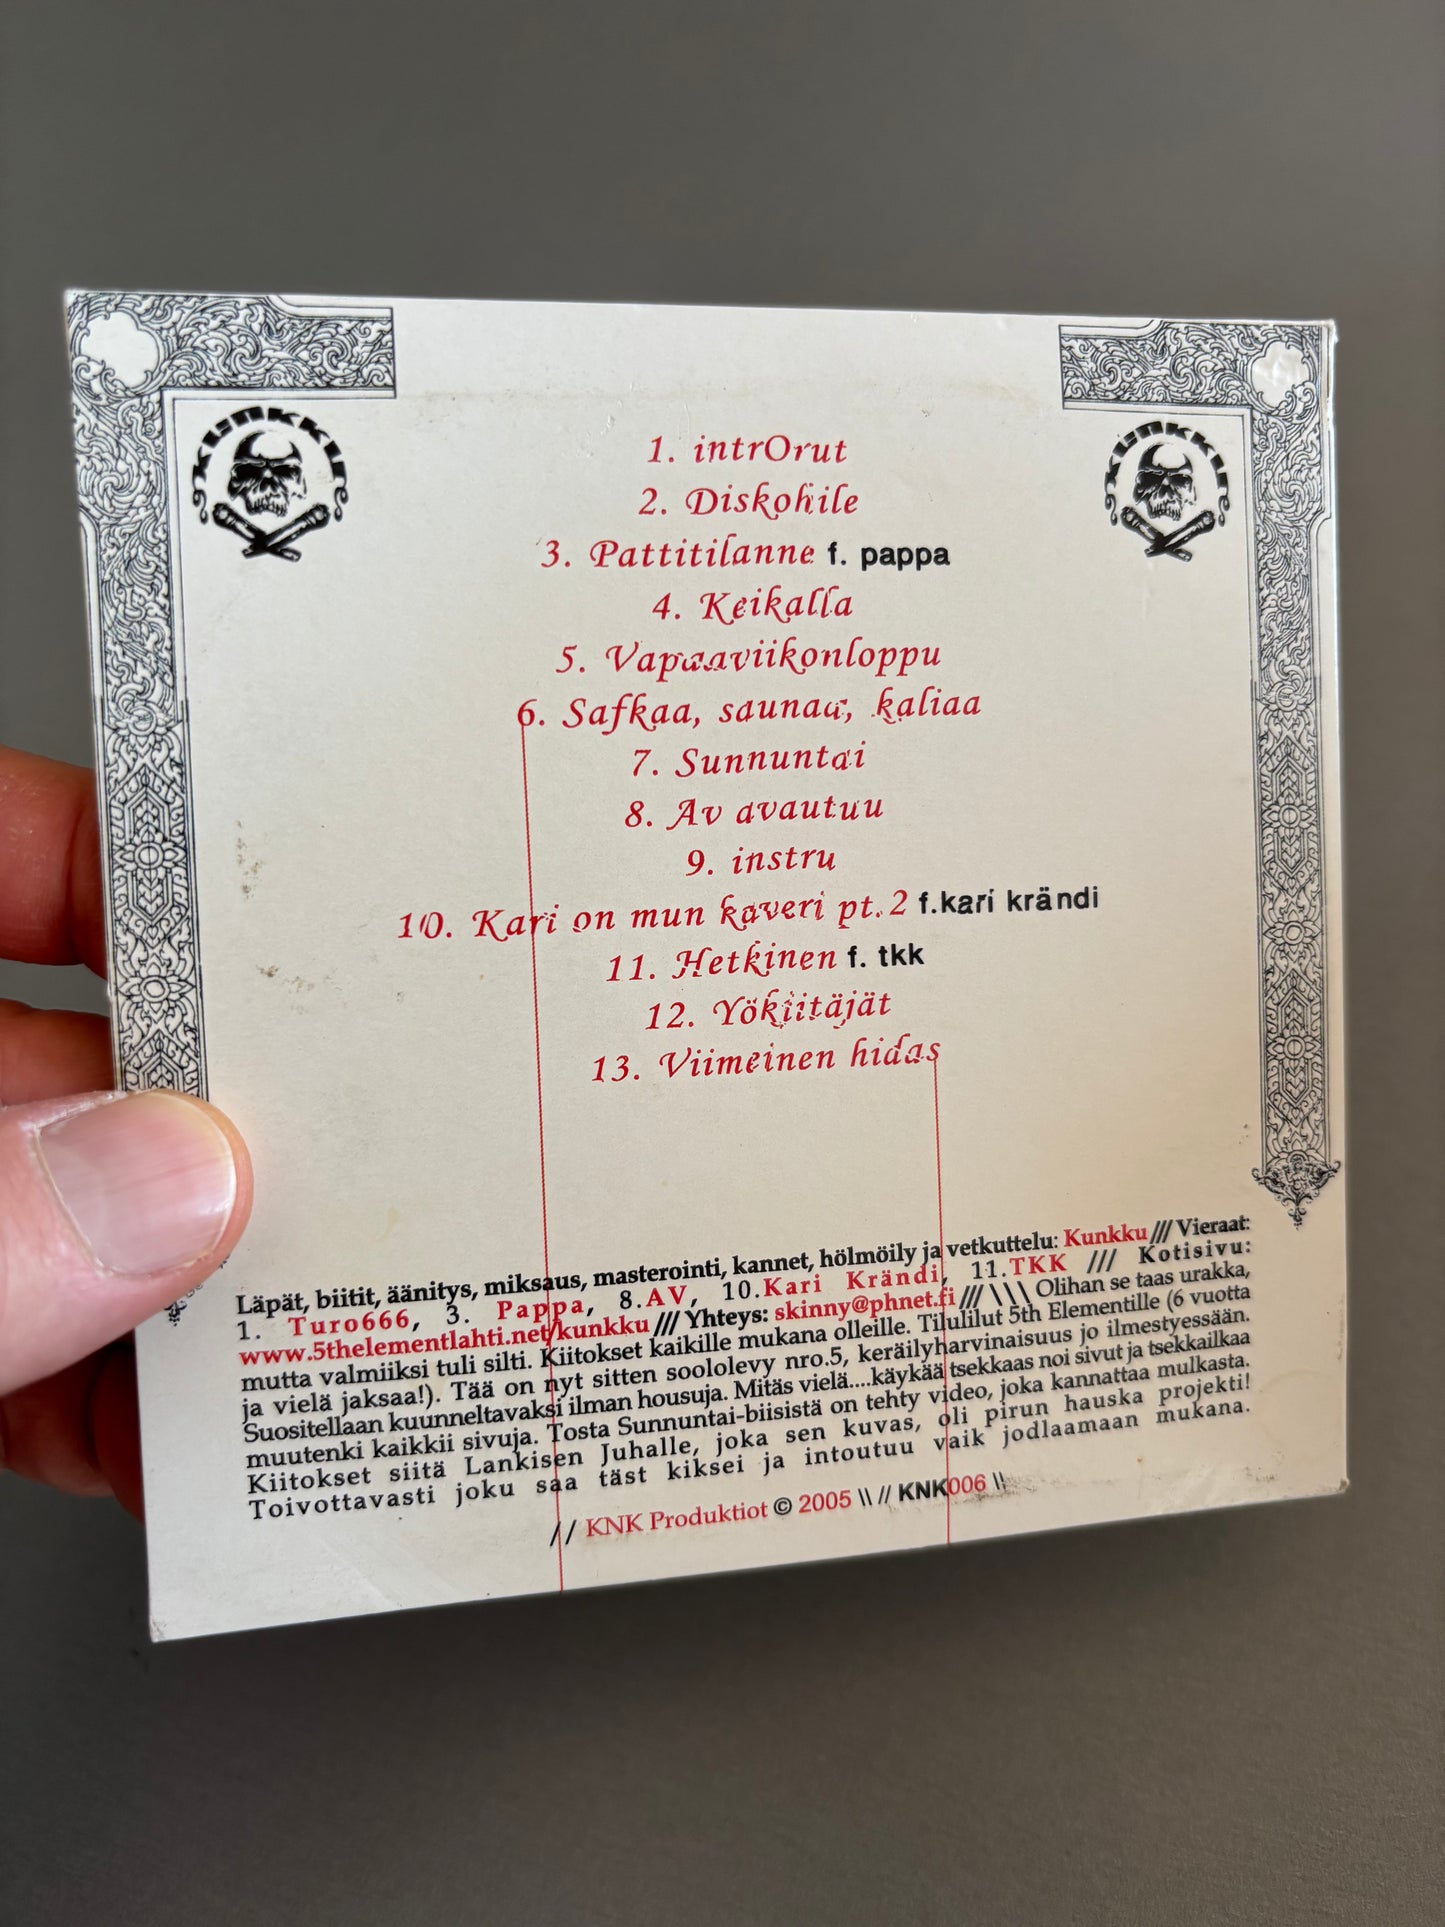 KUNKKU
KUNKKU
1. intrOrut
2. Diskohile
3. Pattitilanne f. pappa
4. Keikalla
5. Vapaaviikonloppu
6. Safkaa, saunaa, kaliaa
7. Sunnuntai
8. Av avautuu
9. instru
10. Kari on mun kaveri pt.2 f.kari krändi
11. Hetkinen f. tkk
12. Yökiitäjät
13. Viimeinen hidas
Läpät, biitit, äänitys, miksaus, masterointi, kannet, hölmöily ja vetkuttelu: Kunkku /// Vieraat:
1. Turo666, 3. Pappa, 8.AV, 10.Kari Krändi, 11.TKK /// Kotisivu:
www.5thelementlahti.net/kunkku /// Yhteys: skinny@phnet.fi /// \ \ \ Olihan se taas urakka,
mutta valmiiksi tuli silti. Kiitokset kaikille mukana olleille. Tilulilut 5th Elementille (6 vuotta
ja vielä jaksaa!). Tää on nyt sitten soololevy nro.5, keräilyharvinaisuus jo ilmestyessään.
Suositellaan kuunneltavaksi ilman housuja. Mitäs vielä....käykää tsekkaas noi sivut ja tsekkailkaa
muutenki kaikkii sivuja. Tosta Sunnuntai-biisistä on tehty video, joka kannattaa mulkasta.
Kiitokset siitä Lankisen Juhalle, joka sen kuvas, oli pirun hauska projekti!
Toivottavasti joku saa täst kiksei ja intoutuu vaik jodlaamaan mukana.
// KNK Produktiot © 2005 \\ // KNK006 \\